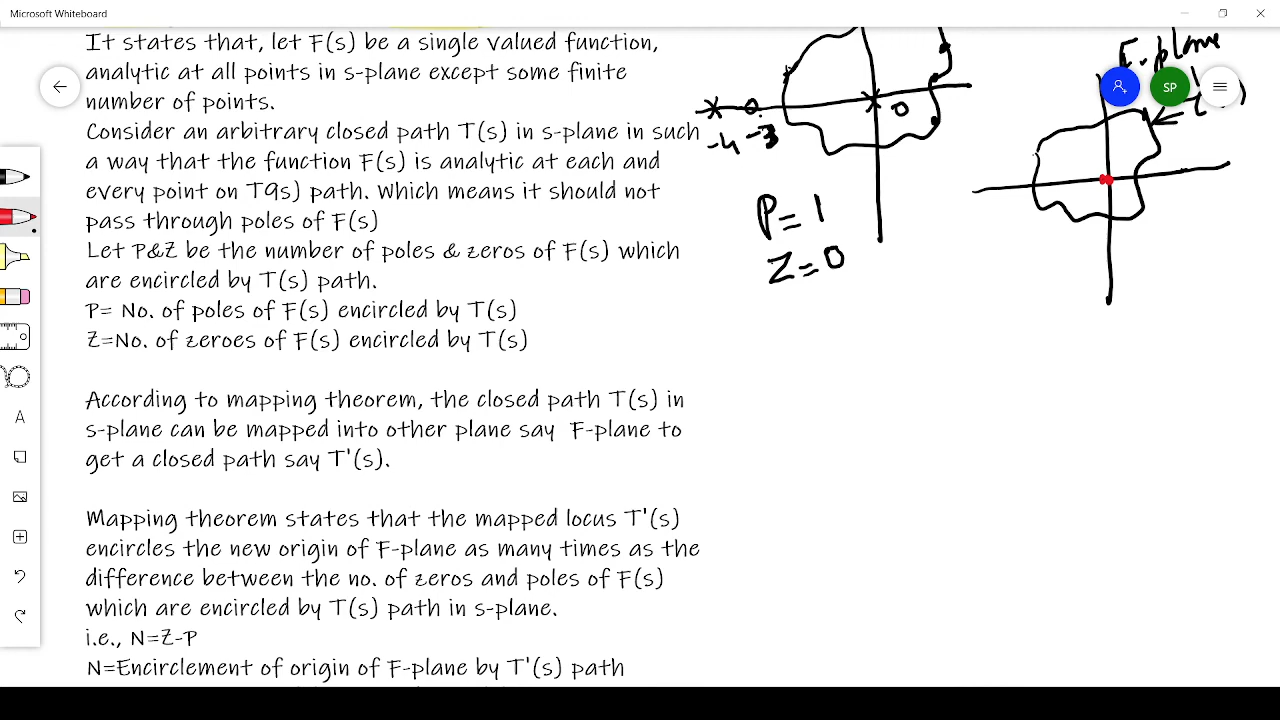 Microsoft Whiteboard
It states that, let F(s) be a single valued function,
analytic at all points in s-plane except some finite
number of points.
Consider an arbitrary closed path T(s) in s-plane in such
a way that the function F(s) is analytic at each and
every point on T9s) path. Which means it should not
pass through poles of F(s)
Let P&Z be the number of poles & zeros of F(s) which
are encircled by T(s) path.
P= No. of poles of F(s) encircled by T(s)
Z=No. of zeroes of F(s) encircled by T(s)
According to mapping theorem, the closed path T(s) in
s-plane can be mapped into other plane say F-plane to
get a closed path say T'(s).
Mapping theorem states that the mapped locus T'(s)
encircles the new origin of F-plane as many times as the
difference between the no. of zeros and poles of F(s)
which are encircled by T(s) path in s-plane.
i.e., N=Z-P
N=Encirclement of origin of F-plane by T'(s) path
-4 -3 0
P=1
Z=0
F-plane
SP
A